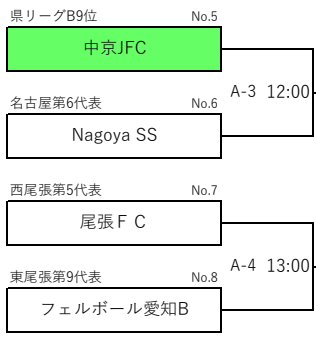 県リーグB9位 No.5
中京JFC
A-3 12:00
名古屋第6代表 No.6
Nagoya SS
西尾張第5代表 No.7
尾張ＦＣ
A-4 13:00
東尾張第9代表 No.8
フェルボール愛知B